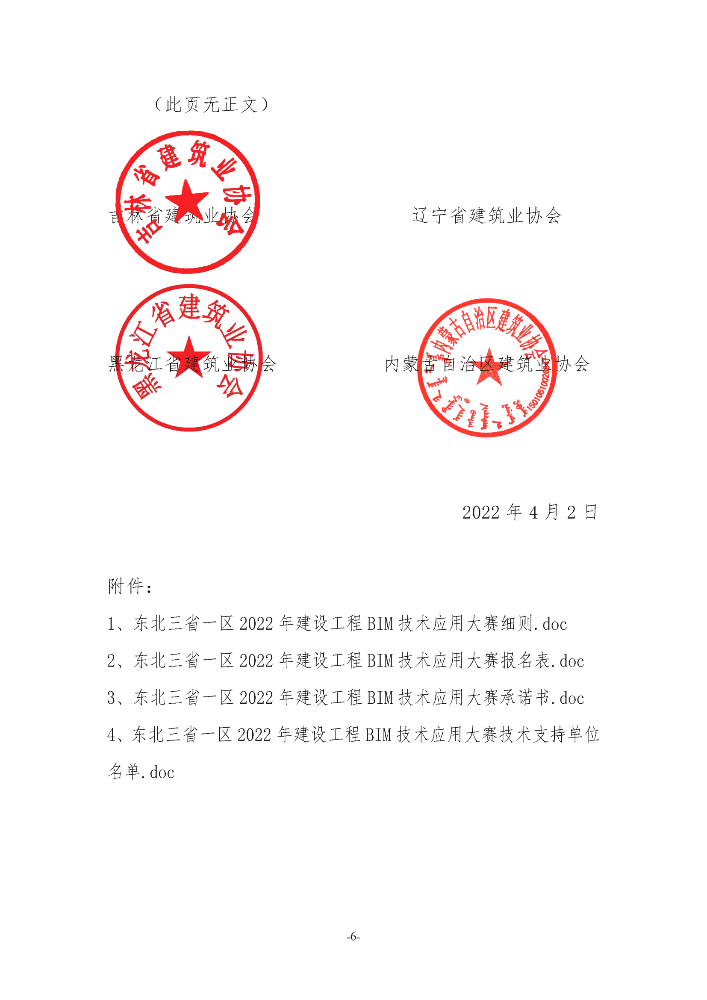 （此页无正文）
吉林省建筑业协会
吉林省建筑业协会
辽宁省建筑业协会
黑龙江省建筑业协会
黑龙江省建筑业协会
内蒙古自治区建筑业协会
内蒙古自治区建筑业协会
2022 年 4 月 2 日
附件：
1、东北三省一区 2022 年建设工程 BIM 技术应用大赛细则.doc
2、东北三省一区 2022 年建设工程 BIM 技术应用大赛报名表.doc
3、东北三省一区 2022 年建设工程 BIM 技术应用大赛承诺书.doc
4、东北三省一区 2022 年建设工程 BIM 技术应用大赛技术支持单位
名单.doc
-6-